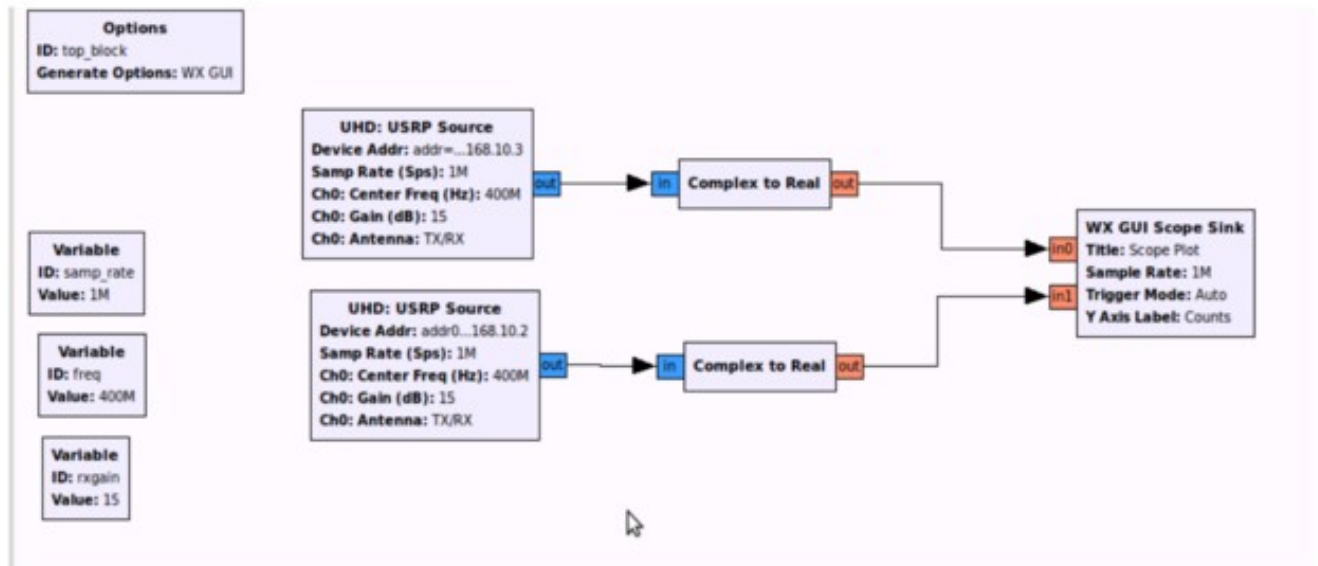 Options
ID: top_block
Generate Options: WX GUI
UHD: USRP Source
Device Addr: addr=...168.10.3
Samp Rate (Sps): 1M
Ch0: Center Freq (Hz): 400M
Ch0: Gain (dB): 15
Ch0: Antenna: TX/RX
out
in
Complex to Real
out
Variable
ID: samp_rate
Value: 1M
Variable
ID: freq
Value: 400M
Variable
ID: rxgain
Value: 15
UHD: USRP Source
Device Addr: addr0...168.10.2
Samp Rate (Sps): 1M
Ch0: Center Freq (Hz): 400M
Ch0: Gain (dB): 15
Ch0: Antenna: TX/RX
out
in
Complex to Real
out
in0
in1
WX GUI Scope Sink
Title: Scope Plot
Sample Rate: 1M
Trigger Mode: Auto
Y Axis Label: Counts